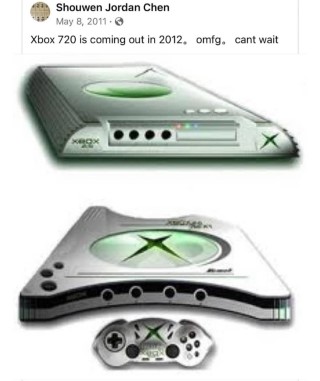 Shouwen Jordan Chen
May 8, 2011 ·
Xbox 720 is coming out in 2012。 omfg。 cant wait
XBOX